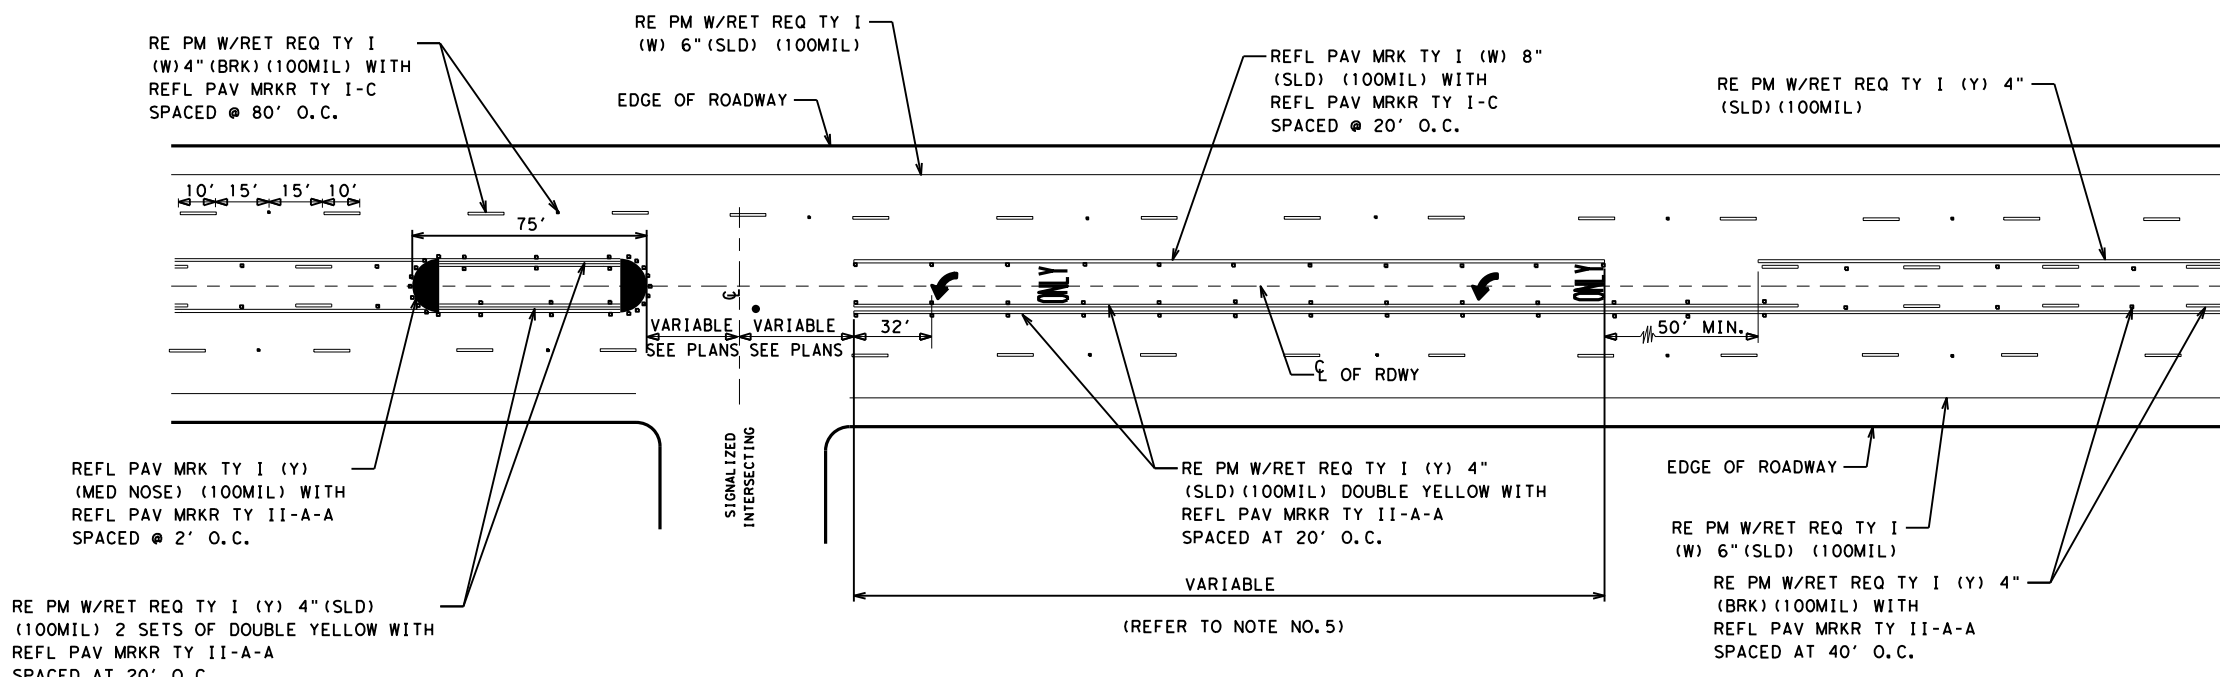 RE PM W/RET REQ TY I
(W) 6"(SLD) (100MIL)
RE PM W/RET REQ TY I
(W)4"(BRK)(100MIL) WITH
REFL PAV MRKR TY I-C
SPACED @ 80' O.C.
EDGE OF ROADWAY
REFL PAV MRK TY I (W) 8"
(SLD) (100MIL) WITH
REFL PAV MRKR TY I-C
SPACED @ 20' O.C.
RE PM W/RET REQ TY I (Y) 4"
(SLD)(100MIL)
10' 15' 15' 10'
75'
ONLY
ONLY
℄
VARIABLE VARIABLE
SEE PLANS SEE PLANS
32'
50' MIN.
℄ OF RDWY
SIGNALIZED
INTERSECTING
REFL PAV MRK TY I (Y)
(MED NOSE) (100MIL) WITH
REFL PAV MRKR TY II-A-A
SPACED @ 2' O.C.
RE PM W/RET REQ TY I (Y) 4"
(SLD)(100MIL) DOUBLE YELLOW WITH
REFL PAV MRKR TY II-A-A
SPACED AT 20' O.C.
EDGE OF ROADWAY
RE PM W/RET REQ TY I
(W) 6"(SLD) (100MIL)
VARIABLE
(REFER TO NOTE NO.5)
RE PM W/RET REQ TY I (Y) 4"
(BRK)(100MIL) WITH
REFL PAV MRKR TY II-A-A
SPACED AT 40' O.C.
RE PM W/RET REQ TY I (Y) 4"(SLD)
(100MIL) 2 SETS OF DOUBLE YELLOW WITH
REFL PAV MRKR TY II-A-A
SPACED AT 20' O.C.